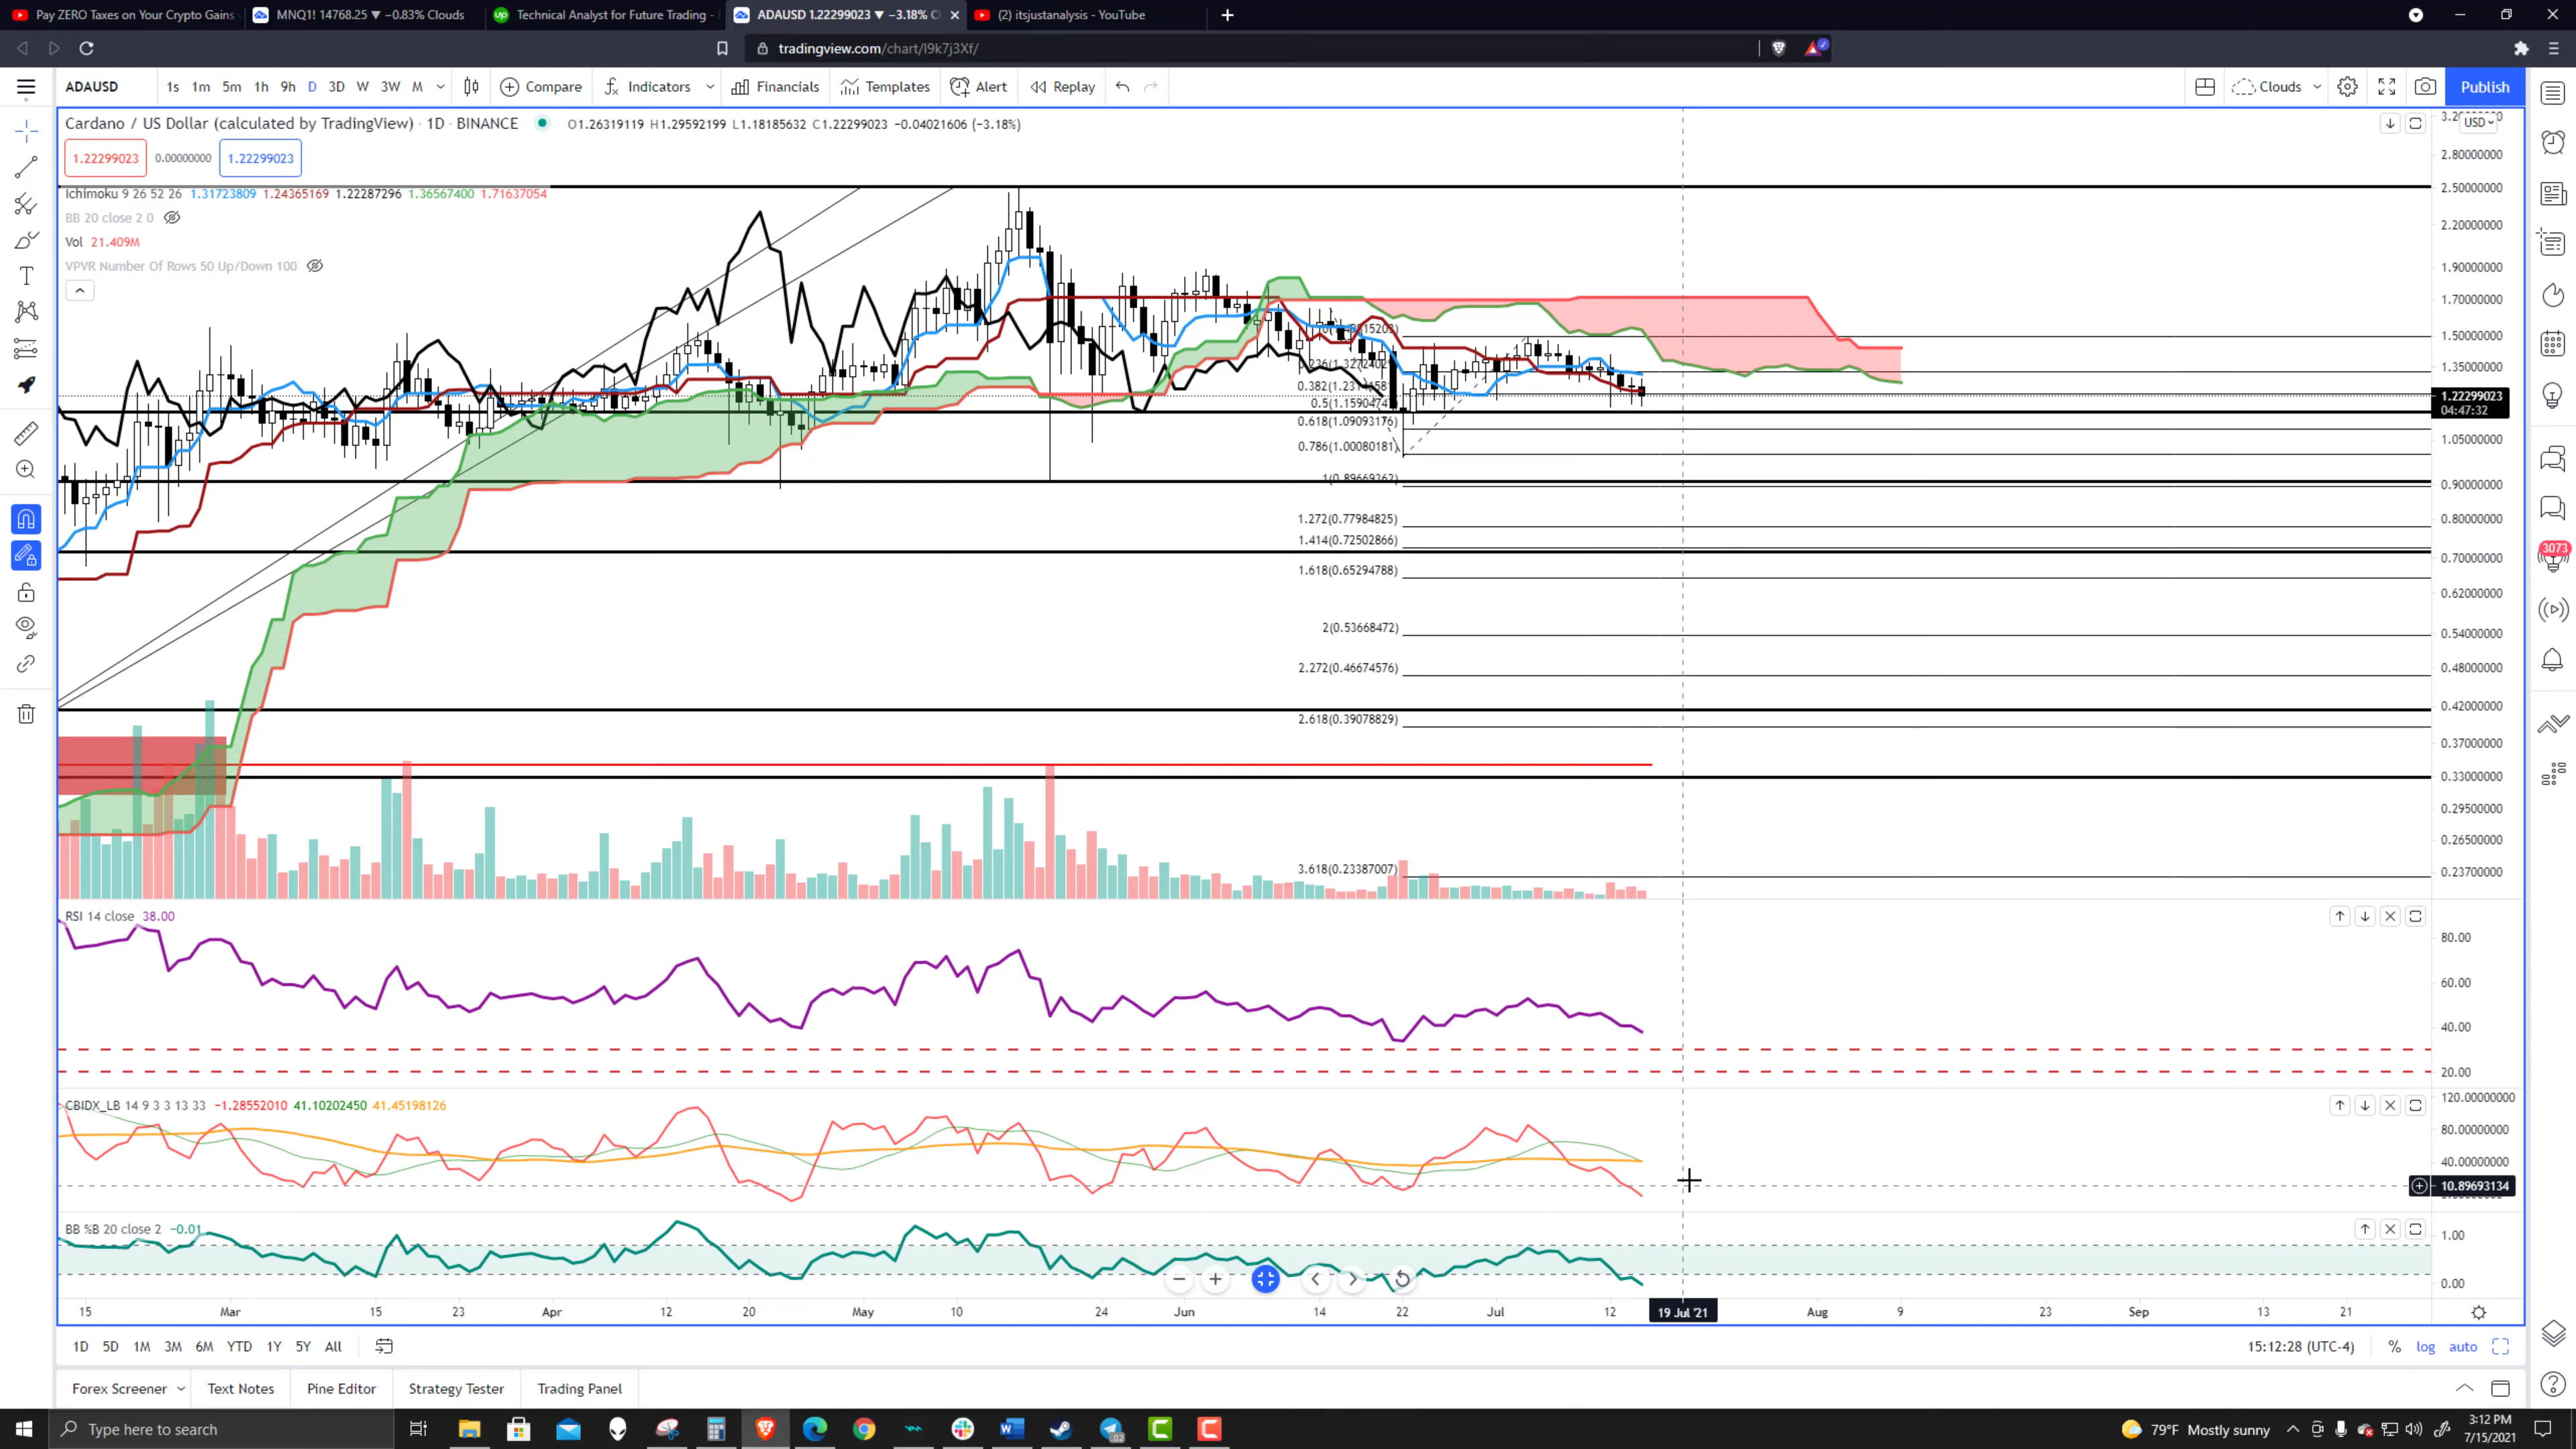 Pay ZERO Taxes on Your Crypto Gains
MNQ1! 14768.25 ▼ −0.83% Clouds
Technical Analyst for Future Trading -
ADAUSD 1.22299023 ▼ −3.18%
(2) itsjustanalysis - YouTube
tradingview.com/chart/l9k7j3Xf/
ADAUSD 1s 1m 5m 1h 9h D 3D W 3W M Compare Indicators Financials Templates Alert Replay Clouds Publish
Cardano / US Dollar (calculated by TradingView) · 1D · BINANCE O1.26319119 H1.29592199 L1.18185632 C1.22299023 −0.04021606 (−3.18%)
1.22299023 0.00000000 1.22299023
Ichimoku 9 26 52 26 1.31723809 1.24365169 1.22287296 1.36567400 1.71637054
BB 20 close 2 0
Vol 21.409M
VPVR Number Of Rows 50 Up/Down 100
USD
2.80000000
2.50000000
2.20000000
1.90000000
1.70000000
1.50000000
1.35000000
1.22299023
04:47:32
1.05000000
0.90000000
0.80000000
0.70000000
0.62000000
0.54000000
0.48000000
0.42000000
0.37000000
0.33000000
0.29500000
0.26500000
0.23700000
0.618(1.09093176)
0.786(1.00080181)
1(0.89669362)
1.272(0.77984825)
1.414(0.72502866)
1.618(0.65294788)
2(0.53668472)
2.272(0.46674576)
2.618(0.39078829)
3.618(0.23387007)
3073
RSI 14 close 38.00
80.00
60.00
40.00
20.00
CBIDX_LB 14 9 3 3 13 33 −1.28552010 41.10202450 41.45198126
120.00000000
80.00000000
40.00000000
10.89693134
BB %B 20 close 2 −0.01
1.00
0.00
15 Mar 15 23 Apr 12 20 May 10 24 Jun 14 22 Jul 12 19 Jul '21 Aug 9 23 Sep 13 21
1D 5D 1M 3M 6M YTD 1Y 5Y All 15:12:28 (UTC-4) % log auto
Forex Screener Text Notes Pine Editor Strategy Tester Trading Panel
Type here to search
79°F Mostly sunny
3:12 PM
7/15/2021